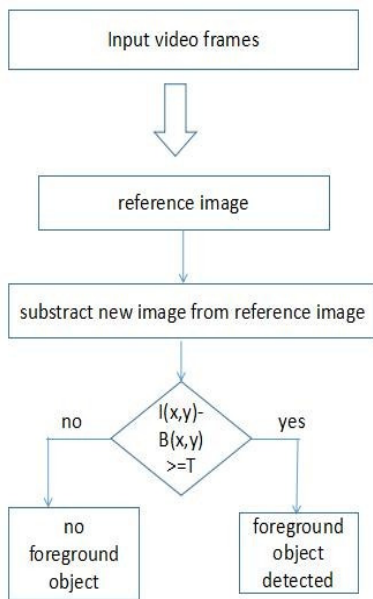 Input video frames
reference image
substract new image from reference image
I(x,y)-
B(x,y)
>=T
no
yes
no
foreground
object
foreground
object
detected